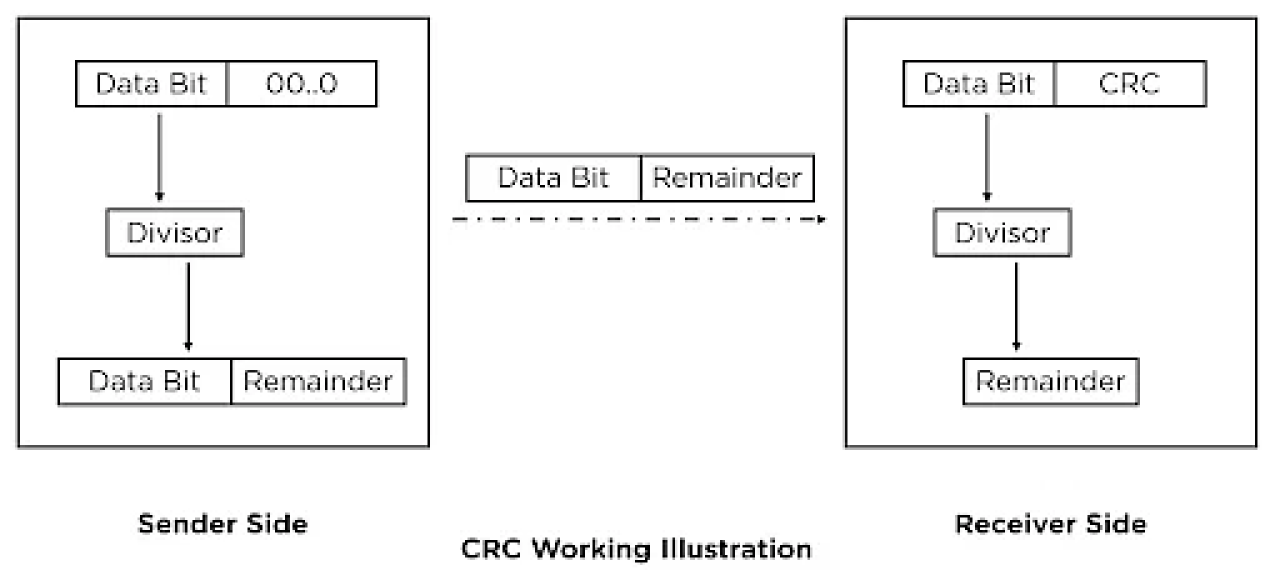 Data Bit 00..0
Divisor
Data Bit Remainder
Sender Side
Data Bit Remainder
CRC Working Illustration
Data Bit CRC
Divisor
Remainder
Receiver Side